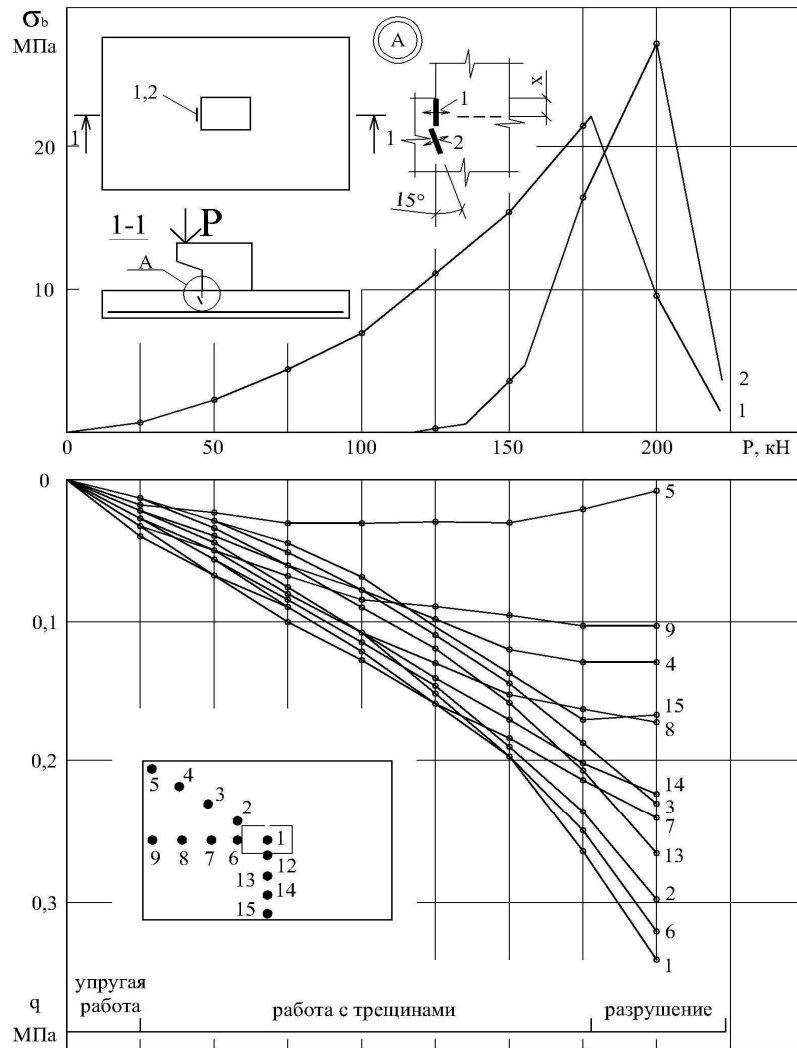 σb
МПа
20
10
0 50 100 150 200 P, кН
1,2
1 1
A
1
2
x
15°
1-1 P
A
2
1
0
0,1
0,2
0,3
5
9
4
15
8
14
3
7
13
2
6
1
5 4 3 2
9 8 7 6 1
12
13 14
15
упругая
работа
работа с трещинами
разрушение
q
МПа